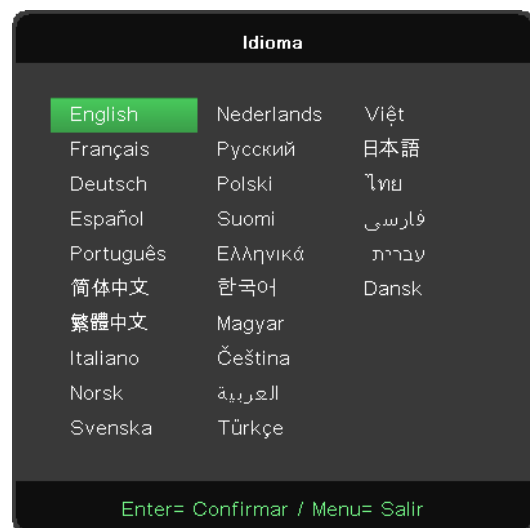 Idioma
English Nederlands Việt
Français Русский 日本語
Deutsch Polski ไทย
Español Suomi فارسی
Português Ελληνικά עברית
简体中文 한국어 Dansk
繁體中文 Magyar
Italiano Čeština
Norsk العربية
Svenska Türkçe
Enter= Confirmar / Menu= Salir